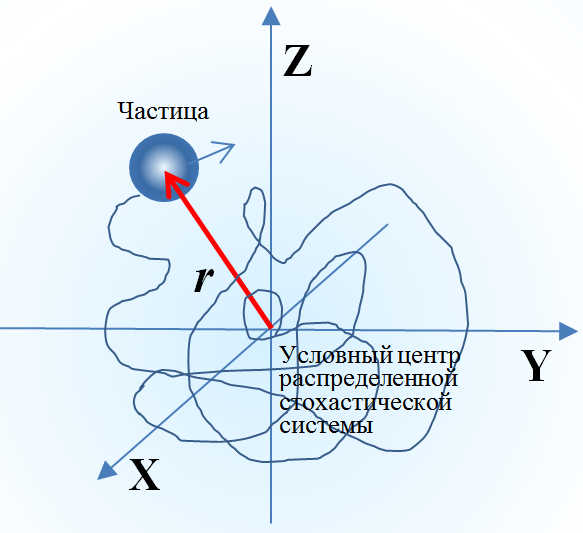 Z
Частица
r
Условный центр
распределенной
стохастической
системы
Y
X